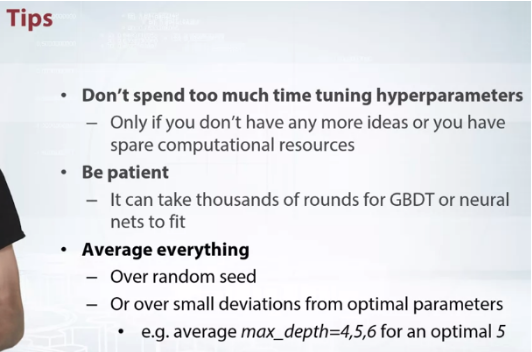 Tips
• Don't spend too much time tuning hyperparameters
– Only if you don't have any more ideas or you have
spare computational resources
• Be patient
– It can take thousands of rounds for GBDT or neural
nets to fit
• Average everything
– Over random seed
– Or over small deviations from optimal parameters
• e.g. average max_depth=4,5,6 for an optimal 5